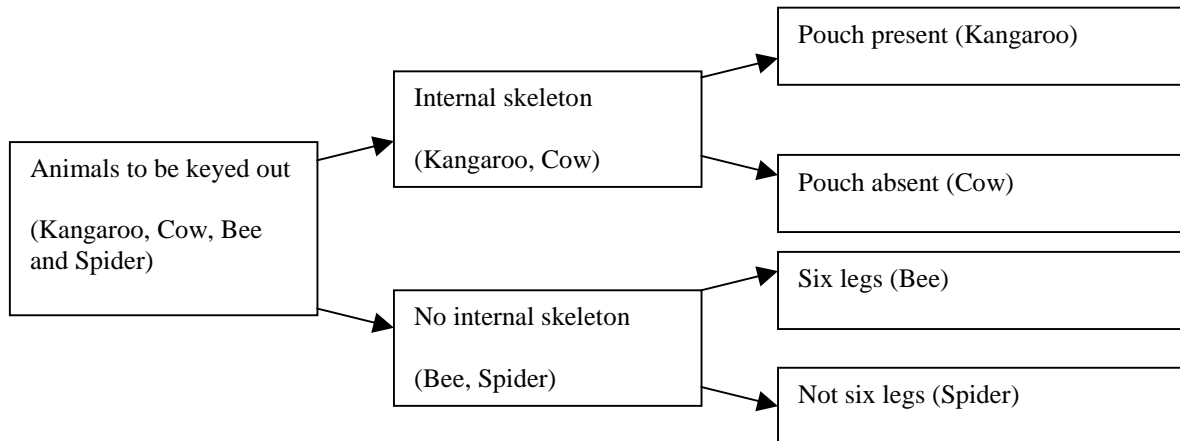 Animals to be keyed out
(Kangaroo, Cow, Bee
and Spider)
Internal skeleton
(Kangaroo, Cow)
No internal skeleton
(Bee, Spider)
Pouch present (Kangaroo)
Pouch absent (Cow)
Six legs (Bee)
Not six legs (Spider)